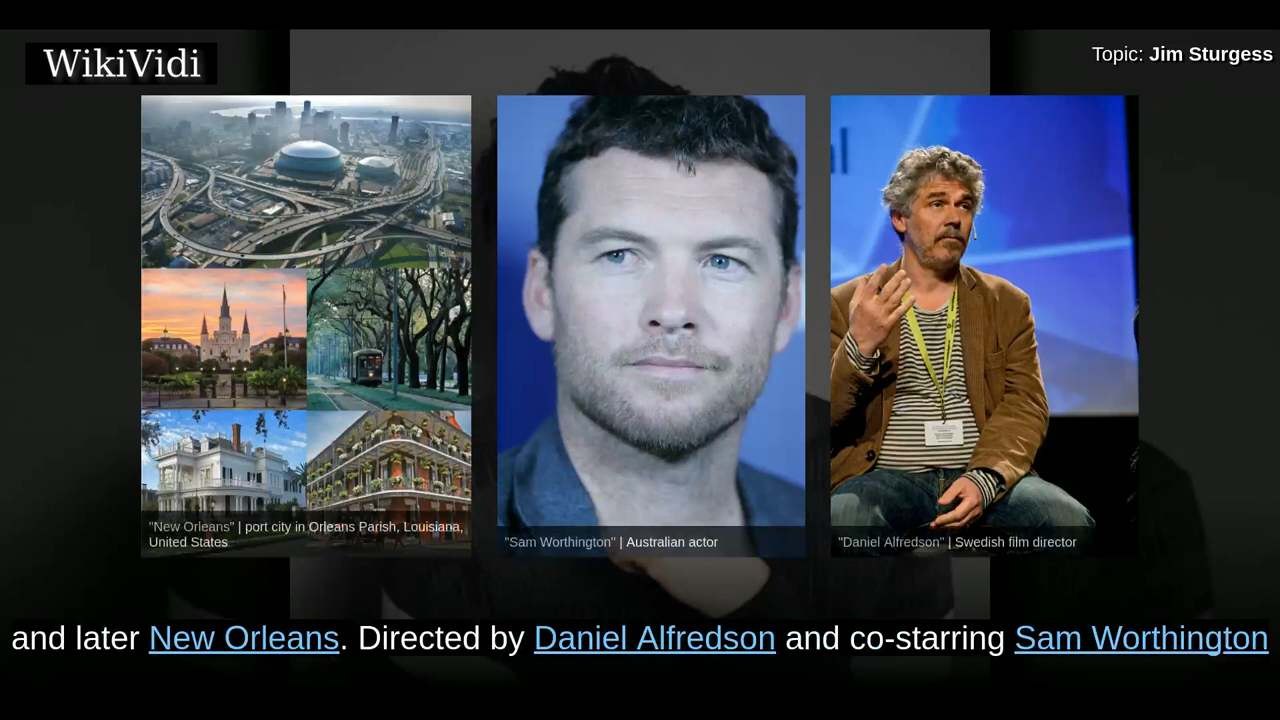 WikiVidi
Topic: Jim Sturgess
"New Orleans" | port city in Orleans Parish, Louisiana,
United States
"Sam Worthington" | Australian actor
"Daniel Alfredson" | Swedish film director
and later New Orleans. Directed by Daniel Alfredson and co-starring Sam Worthington